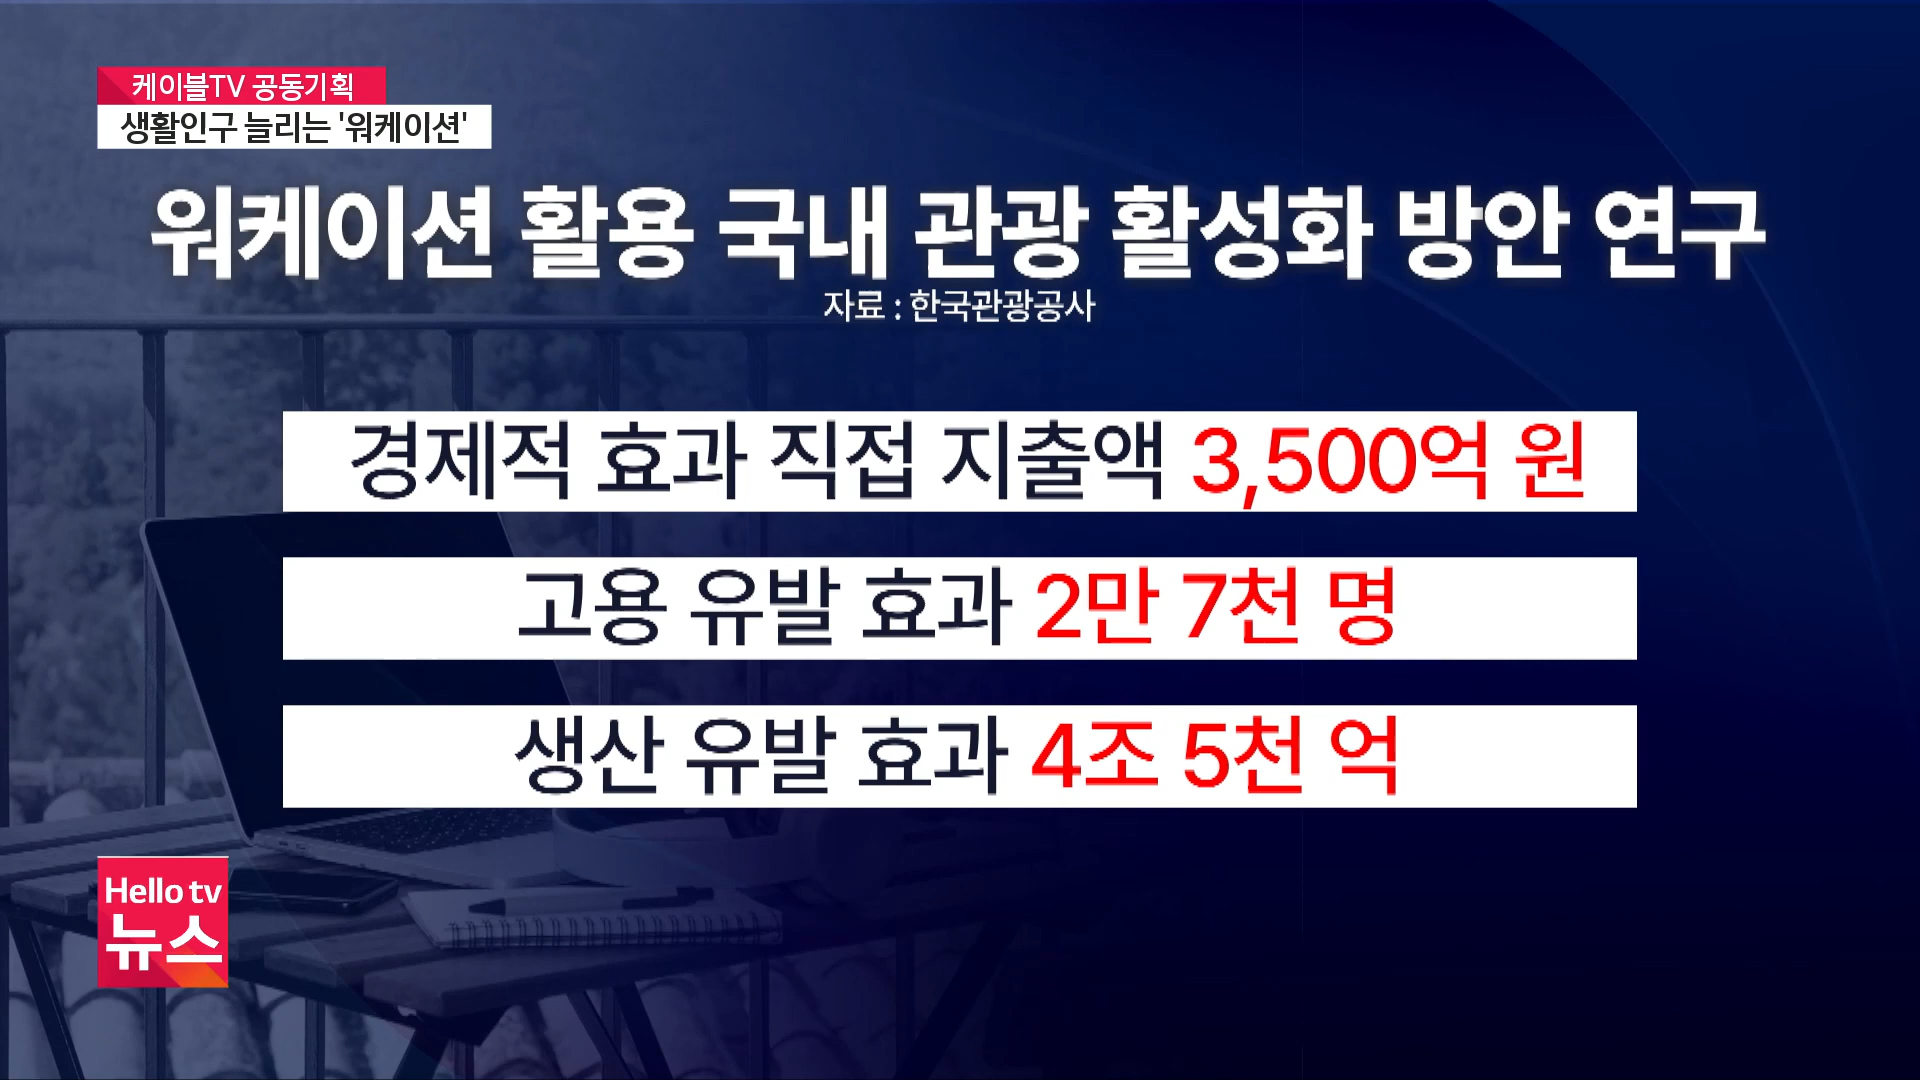 케이블TV 공동기획
생활인구 늘리는 '워케이션'
워케이션 활용 국내 관광 활성화 방안 연구
자료 : 한국관광공사
경제적 효과 직접 지출액 3,500억 원
고용 유발 효과 2만 7천 명
생산 유발 효과 4조 5천 억
Hello tv
뉴스